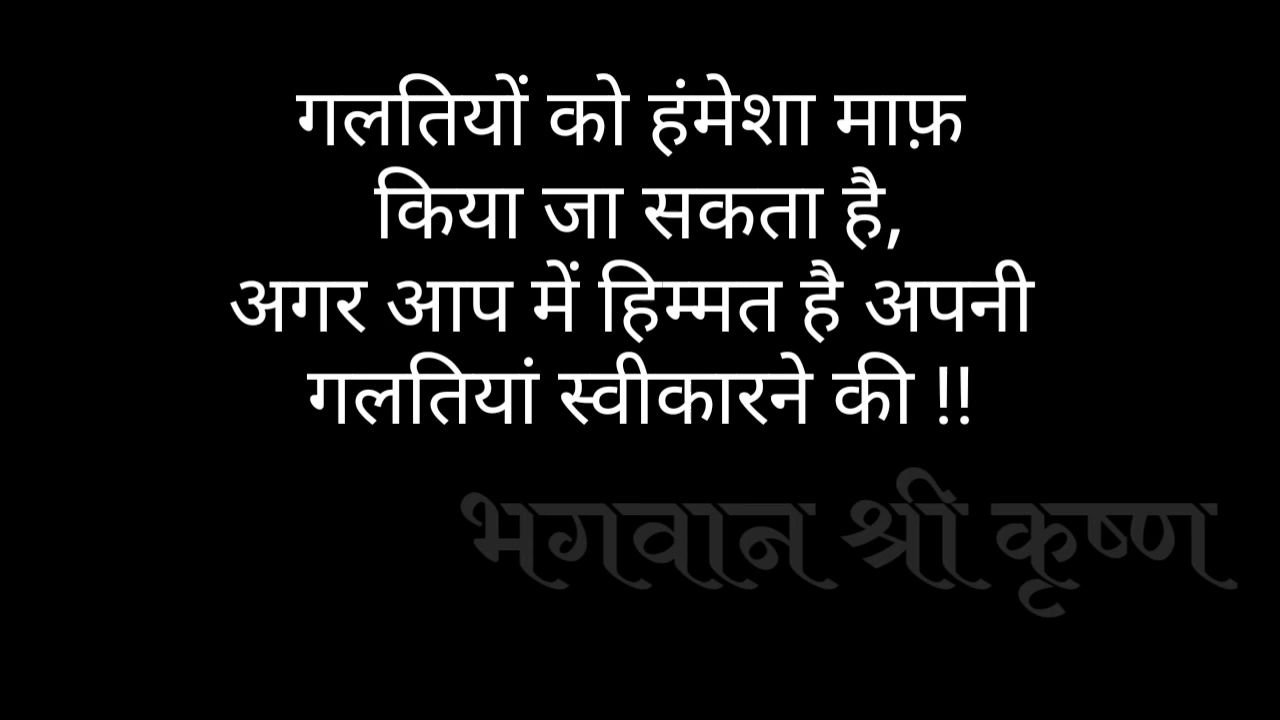 गलतियों को हंमेशा माफ़
किया जा सकता है,
अगर आप में हिम्मत है अपनी
गलतियां स्वीकारने की !!
भगवान श्री कृष्ण